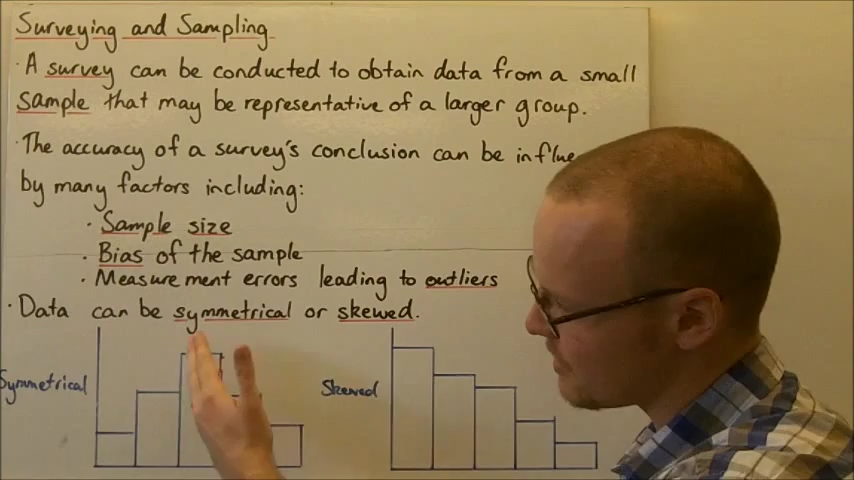 Surveying and Sampling
· A survey can be conducted to obtain data from a small
sample that may be representative of a larger group.
· The accuracy of a survey's conclusion can be
by many factors including:
· Sample size
· Bias of the sample
· Measurement errors leading to outliers
· Data can be symmetrical or skewed.
Symmetrical
Skewed